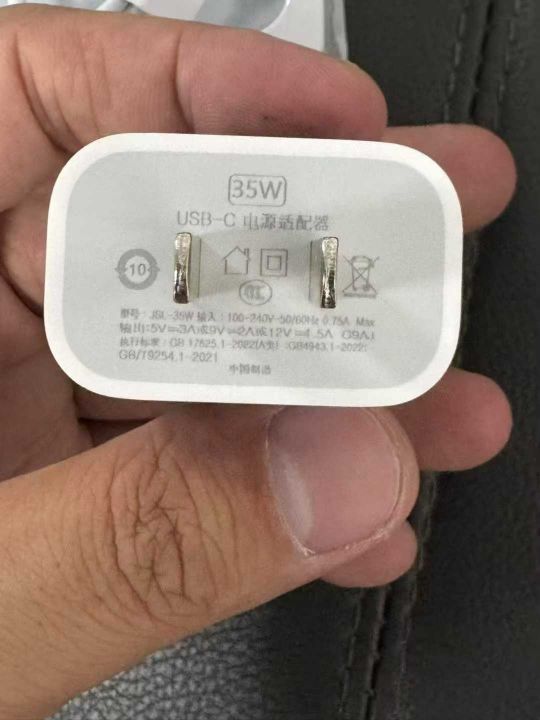 35W
USB-C 电源适配器
10
型号: JSL-35W 输入: 100-240V-50/60Hz 0.75A Max
输出:5V⎓3A或9V⎓2A或12V⎓1.5A
执行标准: GB 17625.1-2022(A类) ;GB4943.1-2022;
GB/T9254.1-2021
中国制造